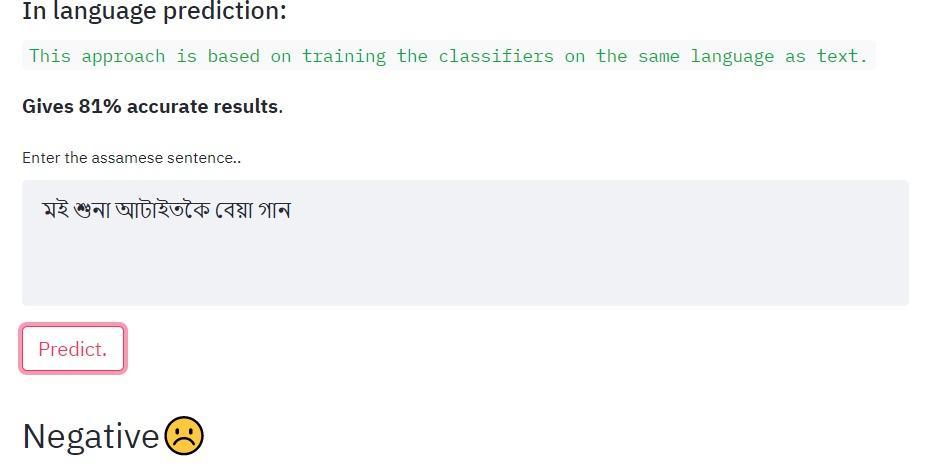 In language prediction:
This approach is based on training the classifiers on the same language as text.
Gives 81% accurate results.
Enter the assamese sentence..
মই শুনা আটাইতকৈ বেয়া গান
Predict.
Negative☹️